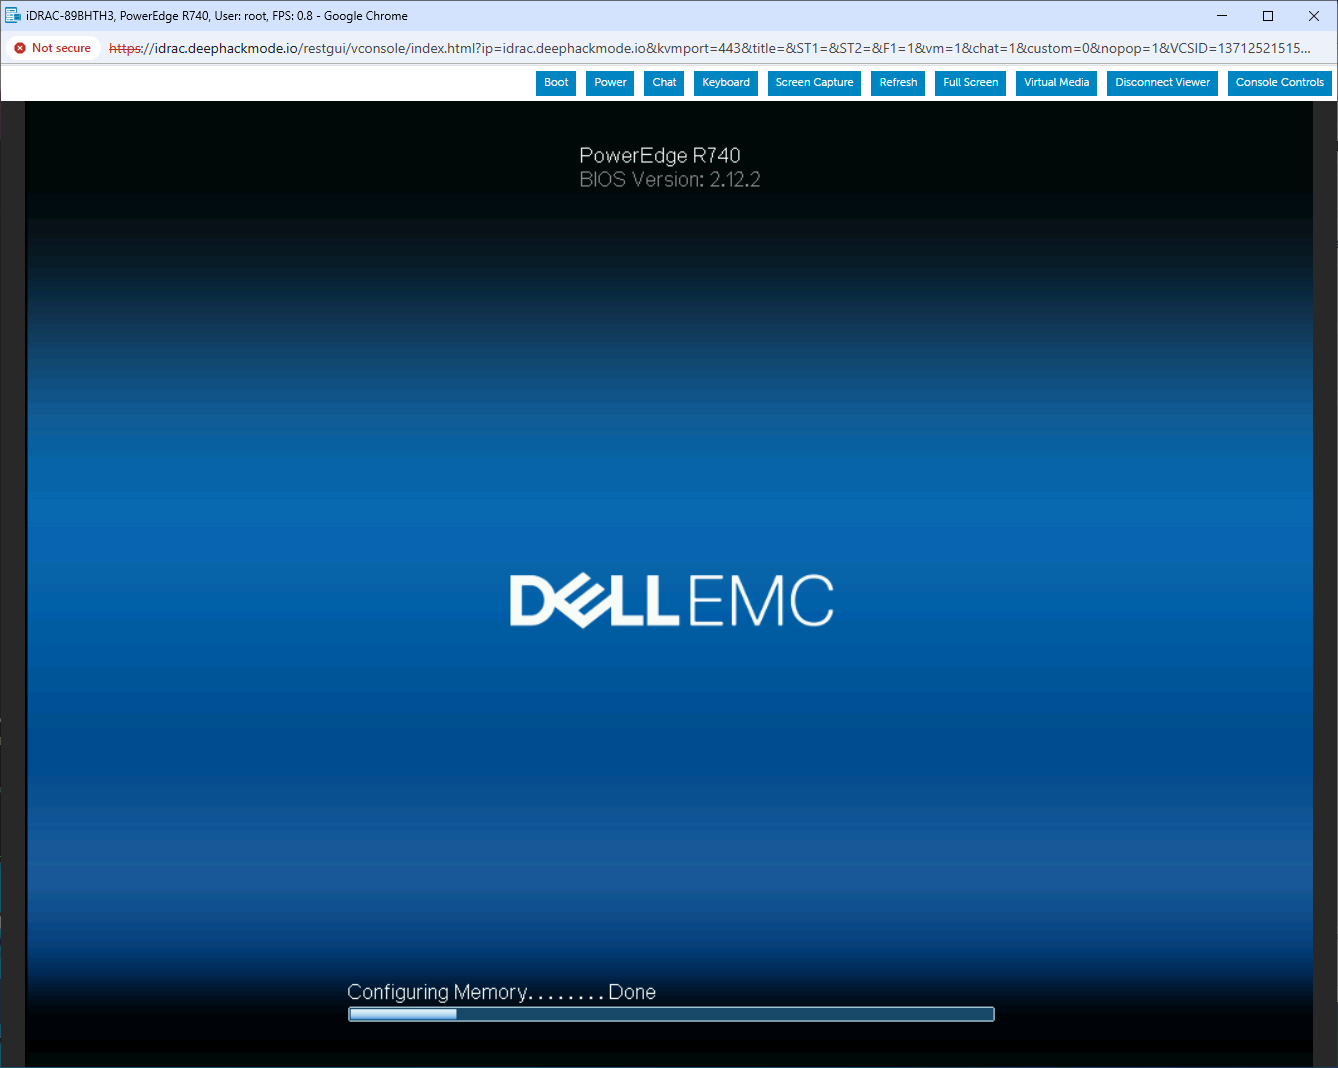 iDRAC-89BHTH3, PowerEdge R740, User: root, FPS: 0.8 - Google Chrome
Not secure https://idrac.deephackmode.io/restgui/vconsole/index.html?ip=idrac.deephackmode.io&kvmport=443&title=&ST1=&ST2=&F1=1&vm=1&chat=1&custom=0&nopop=1&VCSID=13712521515...
Boot Power Chat Keyboard Screen Capture Refresh Full Screen Virtual Media Disconnect Viewer Console Controls
PowerEdge R740
BIOS Version: 2.12.2
DELL EMC
Configuring Memory........Done